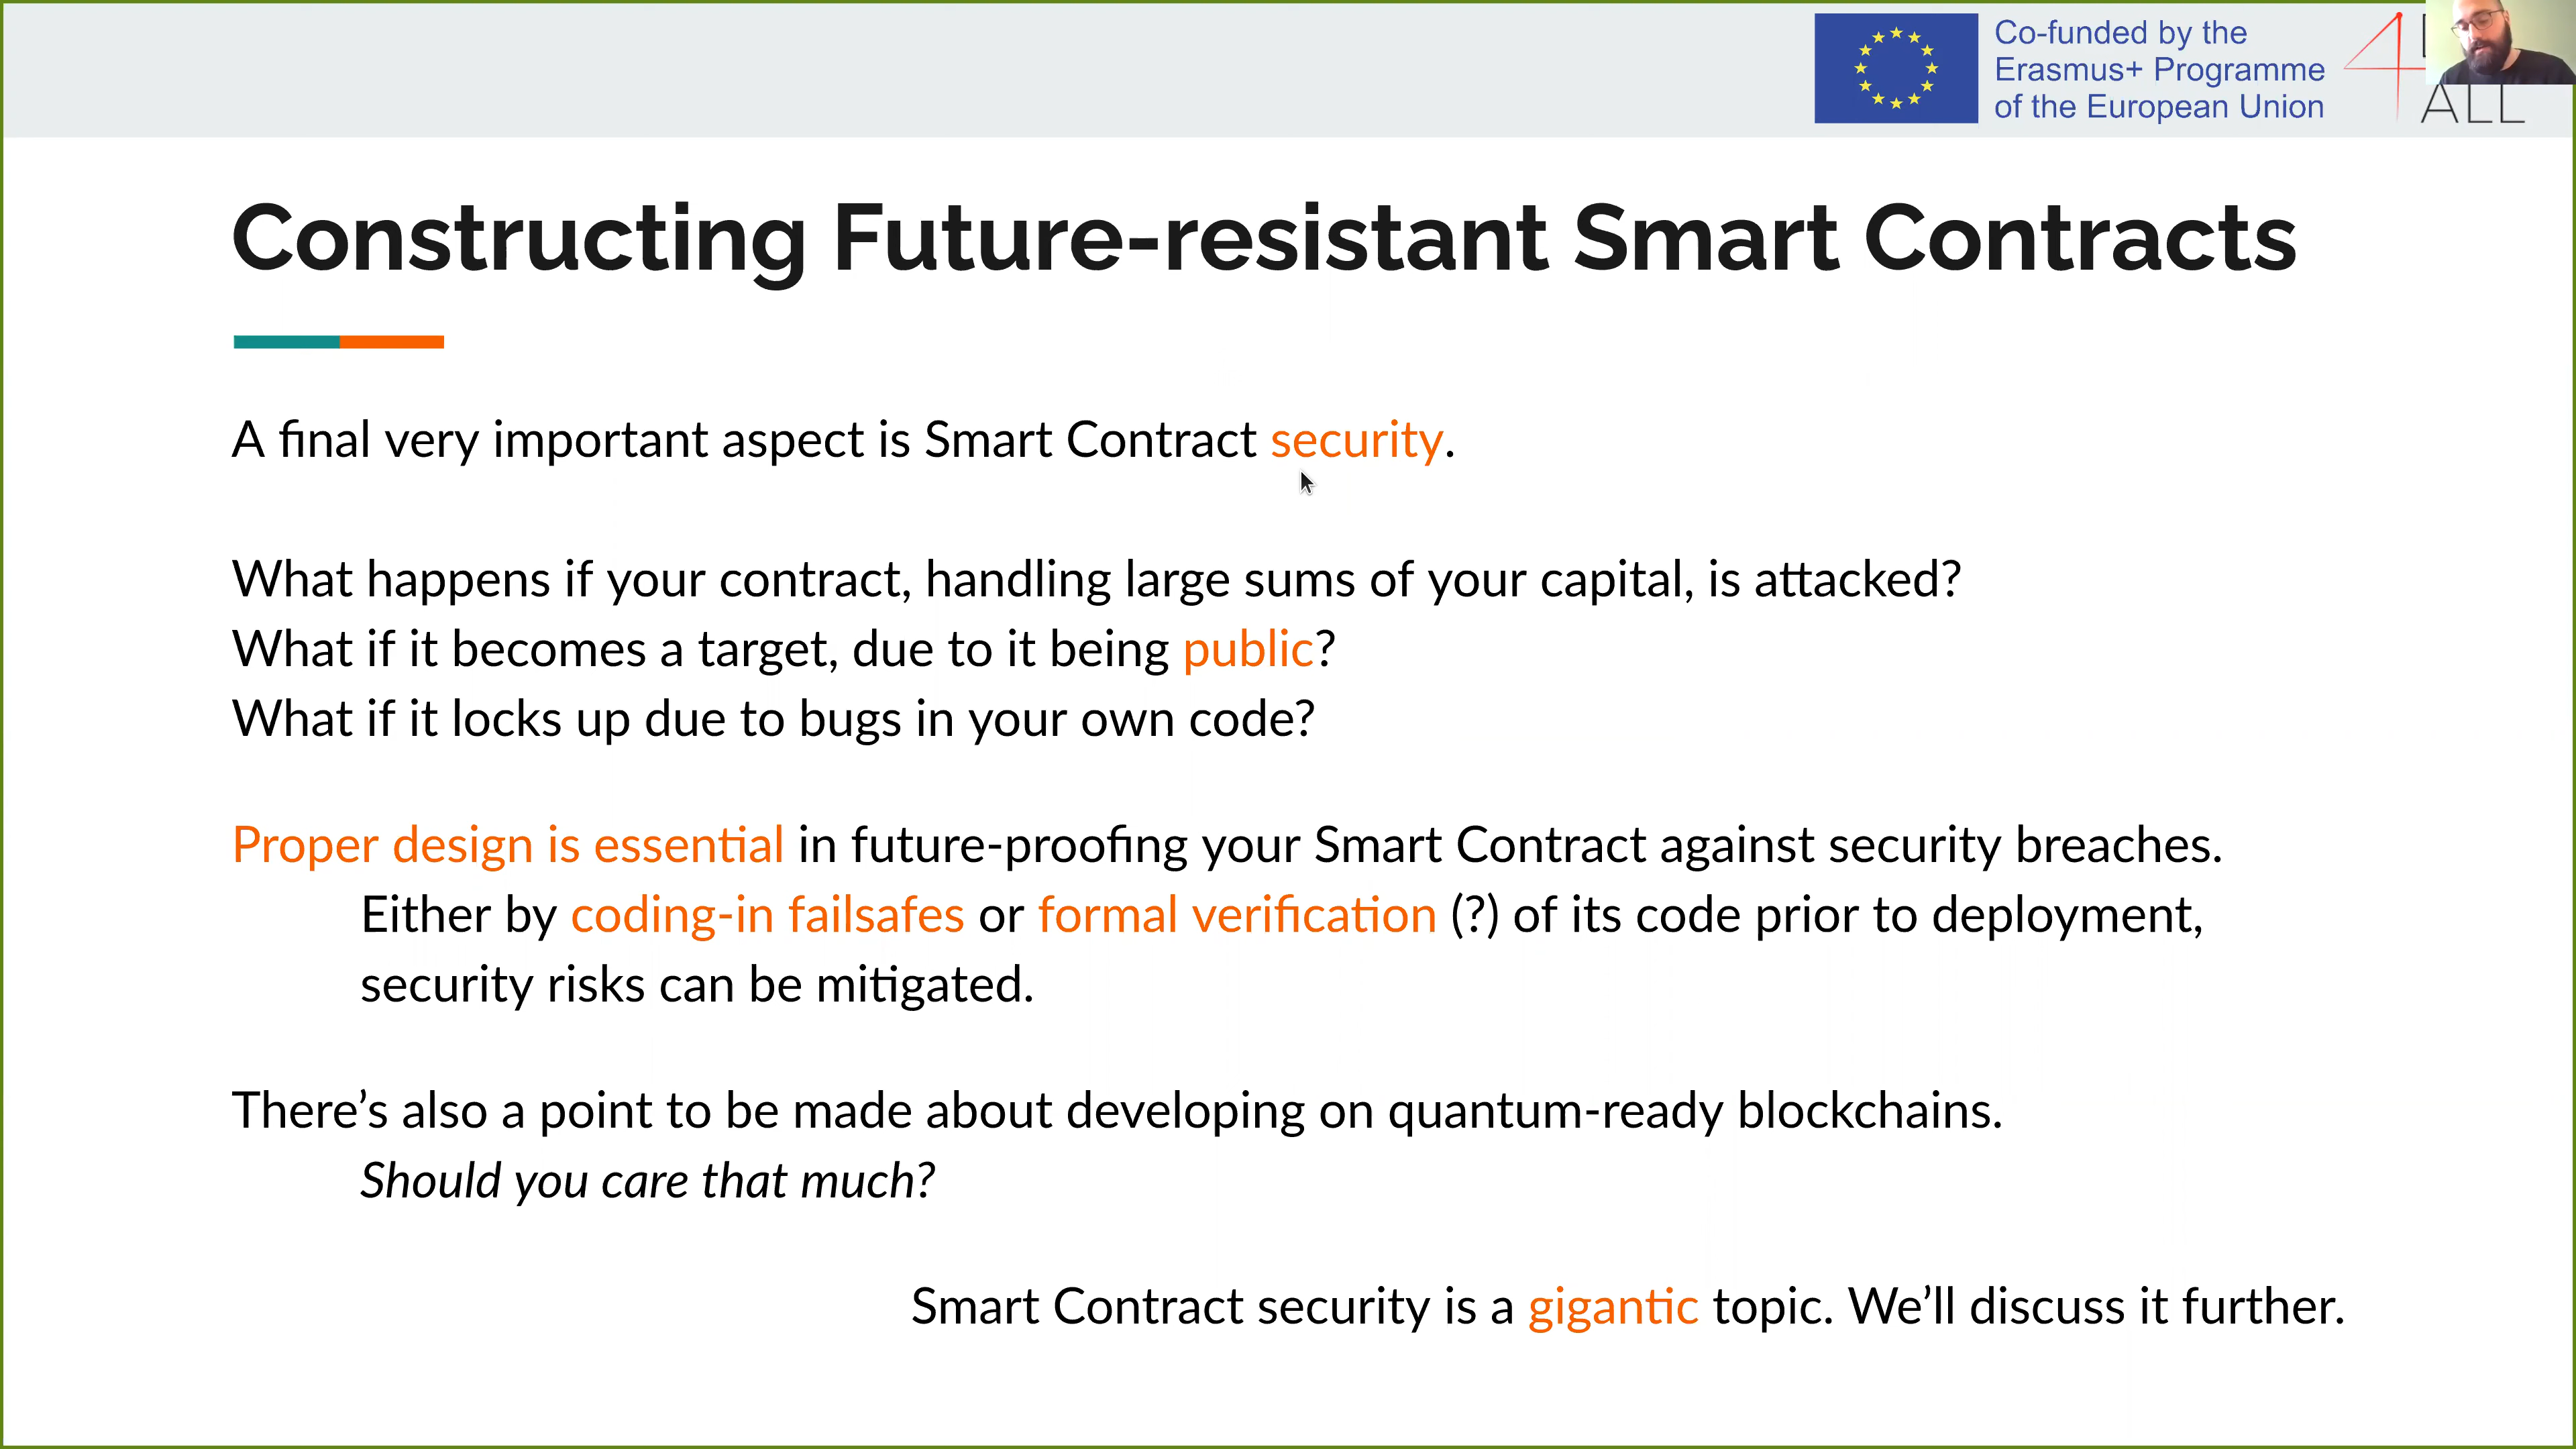 Co-funded by the
Erasmus+ Programme
of the European Union
4
ALL
Constructing Future-resistant Smart Contracts
A final very important aspect is Smart Contract security.
What happens if your contract, handling large sums of your capital, is attacked?
What if it becomes a target, due to it being public?
What if it locks up due to bugs in your own code?
Proper design is essential in future-proofing your Smart Contract against security breaches.
Either by coding-in failsafes or formal verification (?) of its code prior to deployment,
security risks can be mitigated.
There’s also a point to be made about developing on quantum-ready blockchains.
Should you care that much?
Smart Contract security is a gigantic topic. We’ll discuss it further.